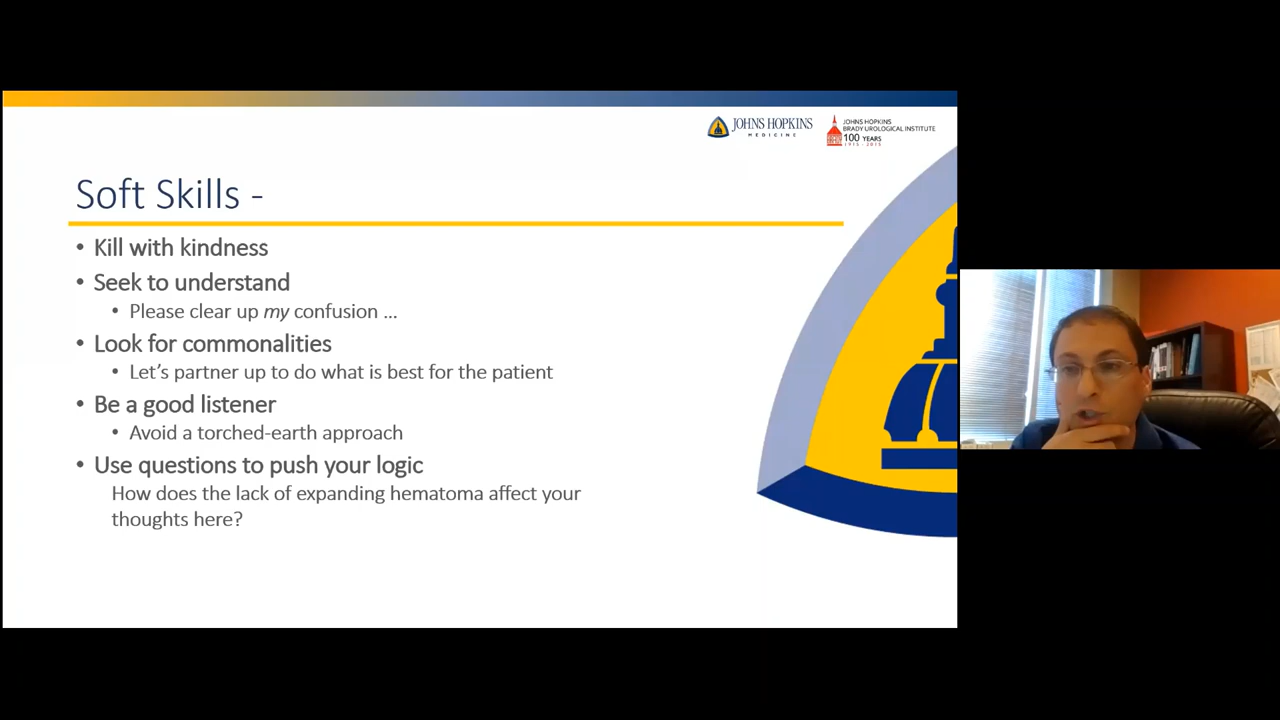 JOHNS HOPKINS
MEDICINE
JOHNS HOPKINS
BRADY UROLOGICAL INSTITUTE
100 YEARS
1915 - 2015
Soft Skills -
• Kill with kindness
• Seek to understand
• Please clear up my confusion ...
• Look for commonalities
• Let's partner up to do what is best for the patient
• Be a good listener
• Avoid a torched-earth approach
• Use questions to push your logic
How does the lack of expanding hematoma affect your
thoughts here?